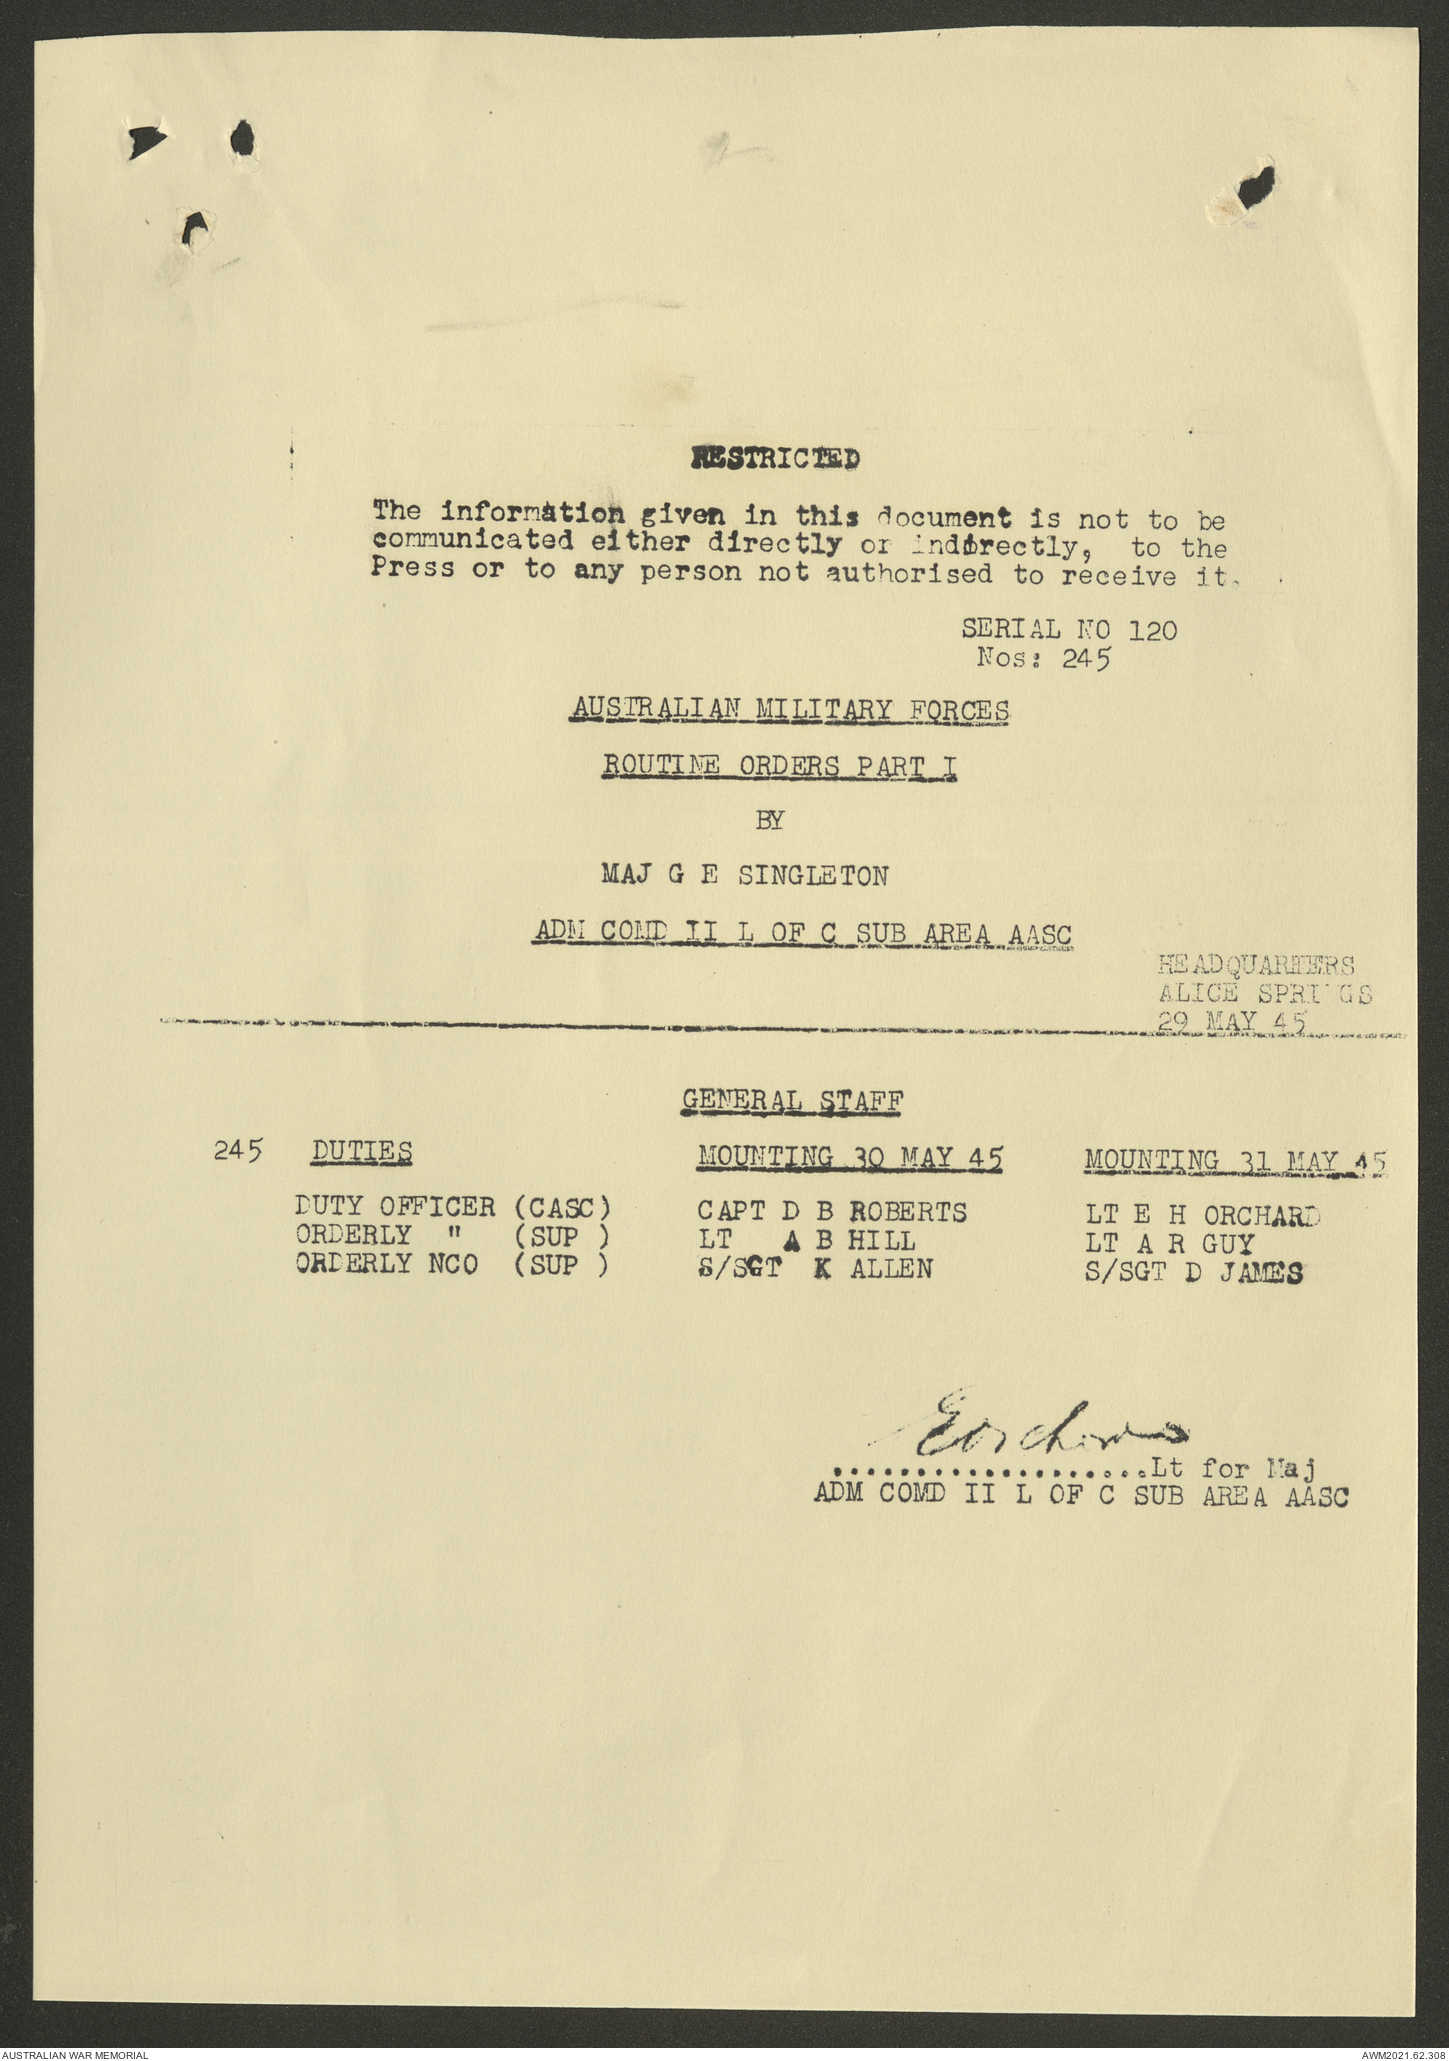 RESTRICTED
The information given in this document is not to be
communicated either directly or indirectly, to the
Press or to any person not authorised to receive it.
SERIAL NO 120
Nos: 245
AUSTRALIAN MILITARY FORCES
ROUTINE ORDERS PART I
BY
MAJ G E SINGLETON
ADM COMD II L OF C SUB AREA AASC
HEADQUARTERS
ALICE SPRINGS
29 MAY 45
GENERAL STAFF
245 DUTIES MOUNTING 30 MAY 45 MOUNTING 31 MAY 45
DUTY OFFICER (CASC) CAPT D B ROBERTS LT E H ORCHARD
ORDERLY " (SUP ) LT A B HILL LT A R GUY
ORDERLY NCO (SUP ) S/SGT K ALLEN S/SGT D JAMES
EOrchard
...................Lt for Maj
ADM COMD II L OF C SUB AREA AASC
AUSTRALIAN WAR MEMORIAL AWM2021.62.308